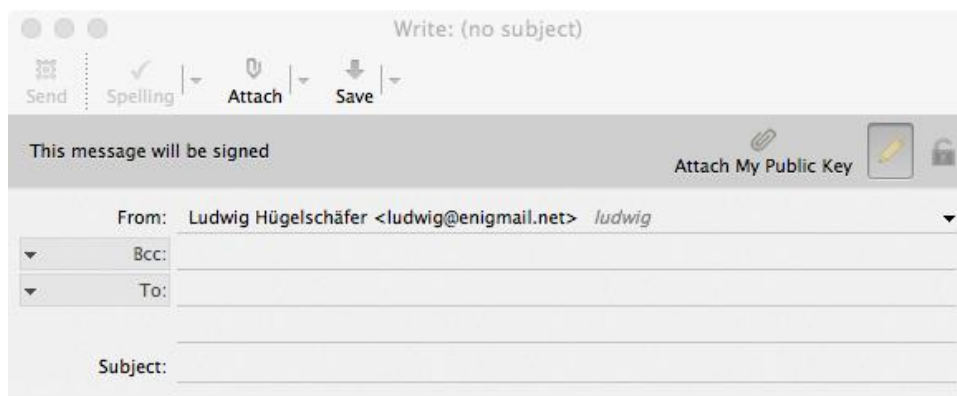 Write: (no subject)
Send Spelling Attach Save
This message will be signed
Attach My Public Key
From: Ludwig Hügelschäfer <ludwig@enigmail.net> ludwig
Bcc:
To:
Subject: